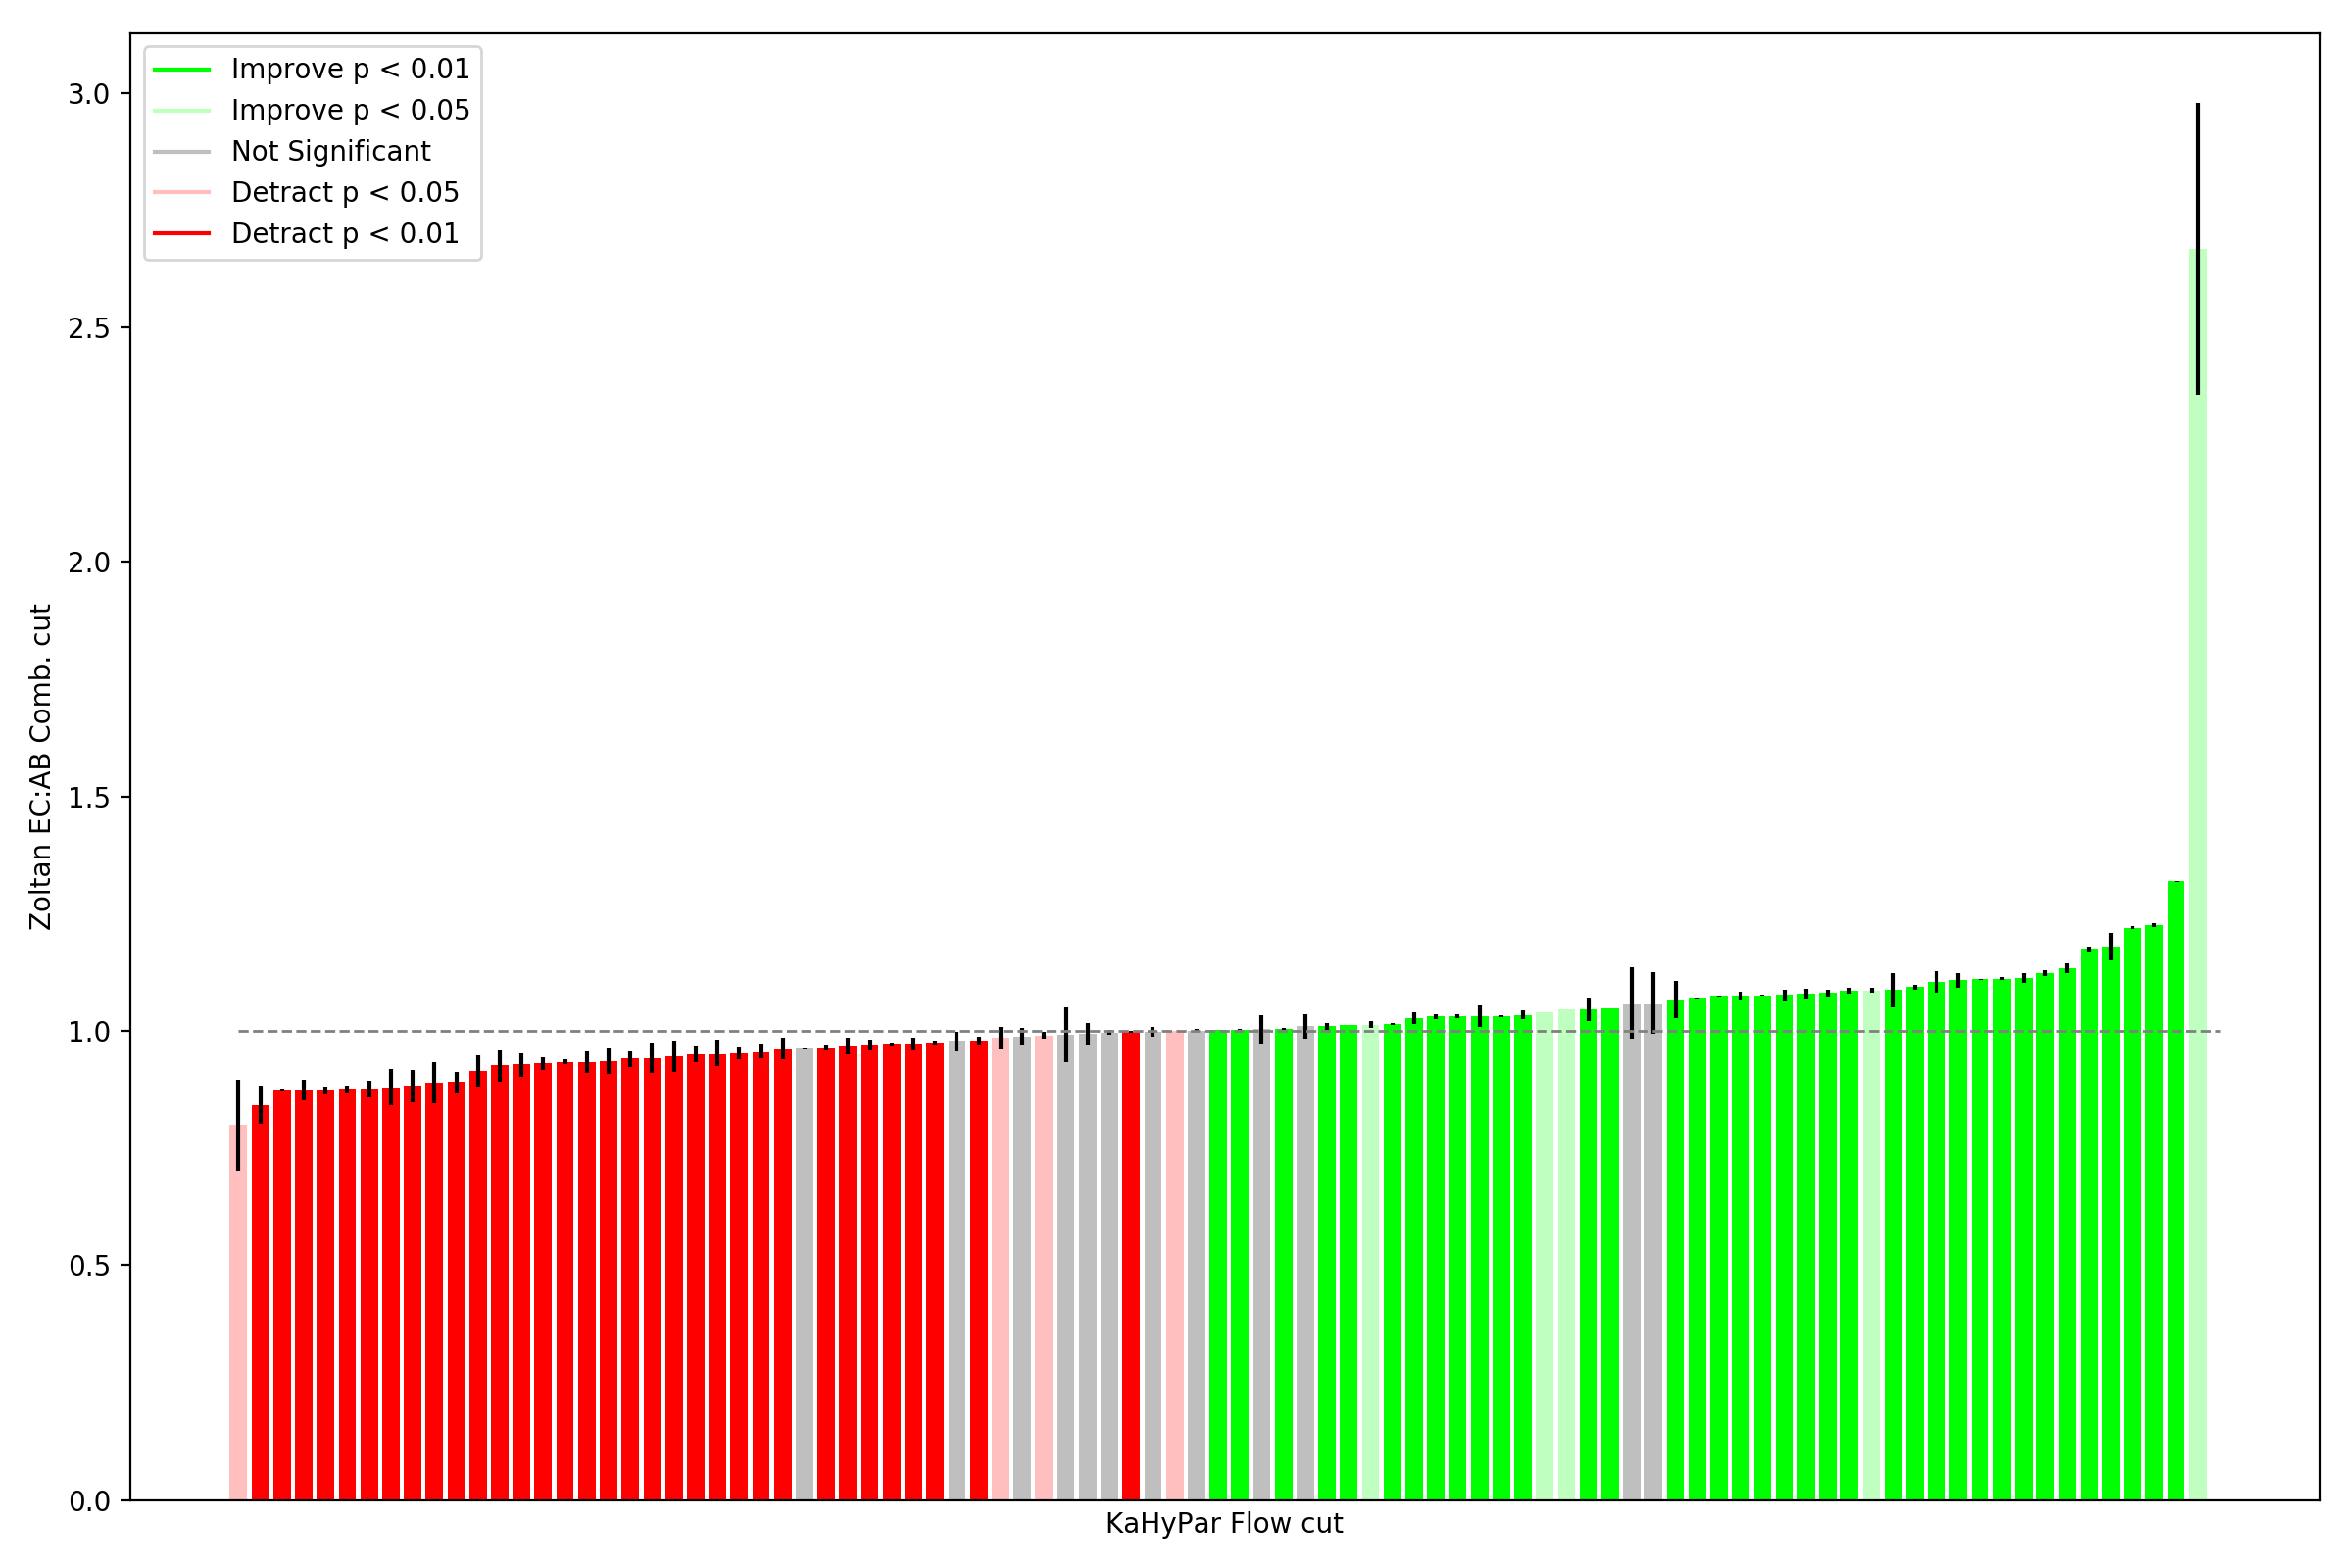 Improve p < 0.01
Improve p < 0.05
Not Significant
Detract p < 0.05
Detract p < 0.01
3.0
2.5
2.0
1.5
1.0
0.5
0.0
Zoltan EC:AB Comb. cut
KaHyPar Flow cut